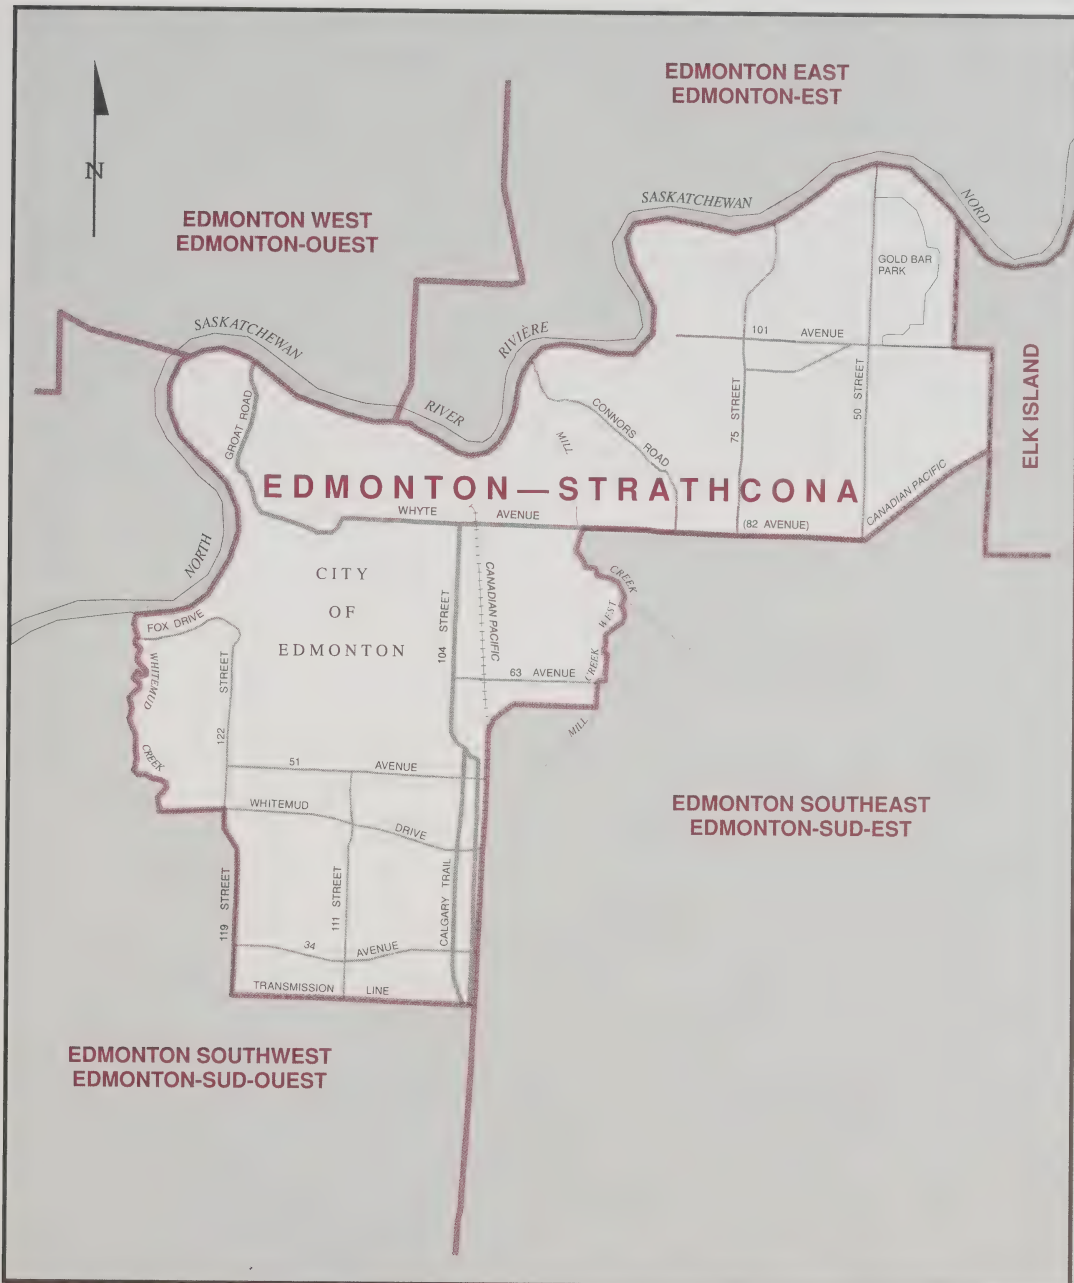 EDMONTON EAST
EDMONTON-EST
N
SASKATCHEWAN
NORD
EDMONTON WEST
EDMONTON-OUEST
GOLD BAR
PARK
SASKATCHEWAN
RIVIÈRE
101 AVENUE
ELK ISLAND
RIVER
GROAT ROAD
MILL
CONNORS ROAD
75 STREET
50 STREET
EDMONTON—STRATHCONA
CANADIAN PACIFIC
WHYTE AVENUE
(82 AVENUE)
NORTH
CITY
OF
EDMONTON
104 STREET
CANADIAN PACIFIC
CREEK
WEST
FOX DRIVE
WHITEMUD
CREEK
122 STREET
63 AVENUE
CREEK
MILL
51 AVENUE
WHITEMUD DRIVE
EDMONTON SOUTHEAST
EDMONTON-SUD-EST
119 STREET
111 STREET
CALGARY TRAIL
34 AVENUE
TRANSMISSION LINE
EDMONTON SOUTHWEST
EDMONTON-SUD-OUEST